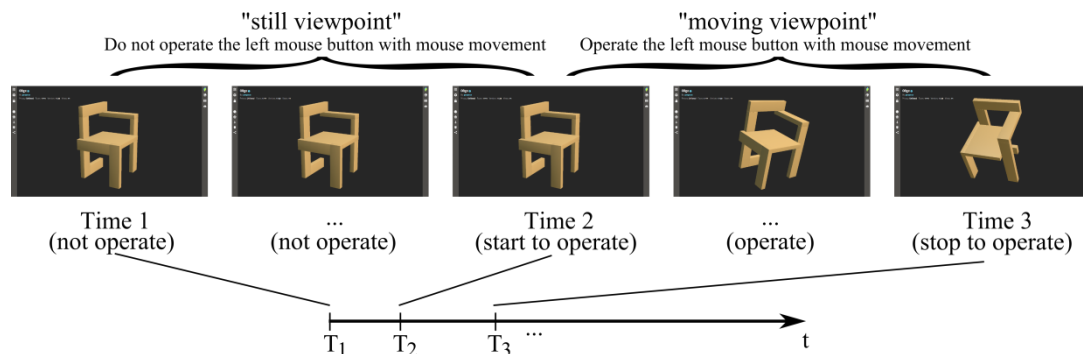 "still viewpoint"
"moving viewpoint"
Do not operate the left mouse button with mouse movement
Operate the left mouse button with mouse movement
Time 1
(not operate)
...
(not operate)
Time 2
(start to operate)
...
(operate)
Time 3
(stop to operate)
T1
T2
T3
...
t